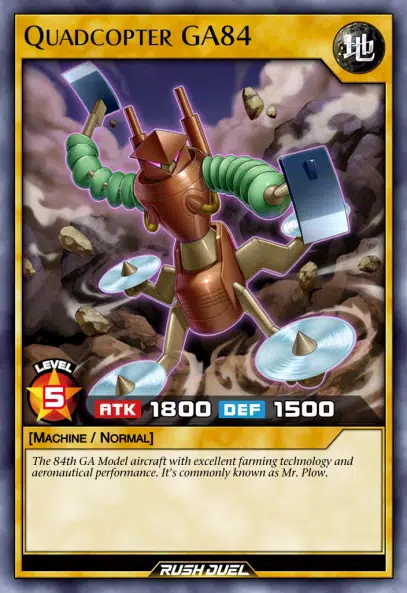 QUADCOPTER GA84
地
LEVEL
5
ATK 1800 DEF 1500
[MACHINE / NORMAL]
The 84th GA Model aircraft with excellent farming technology and
aeronautical performance. It's commonly known as Mr. Plow.
RUSH DUEL